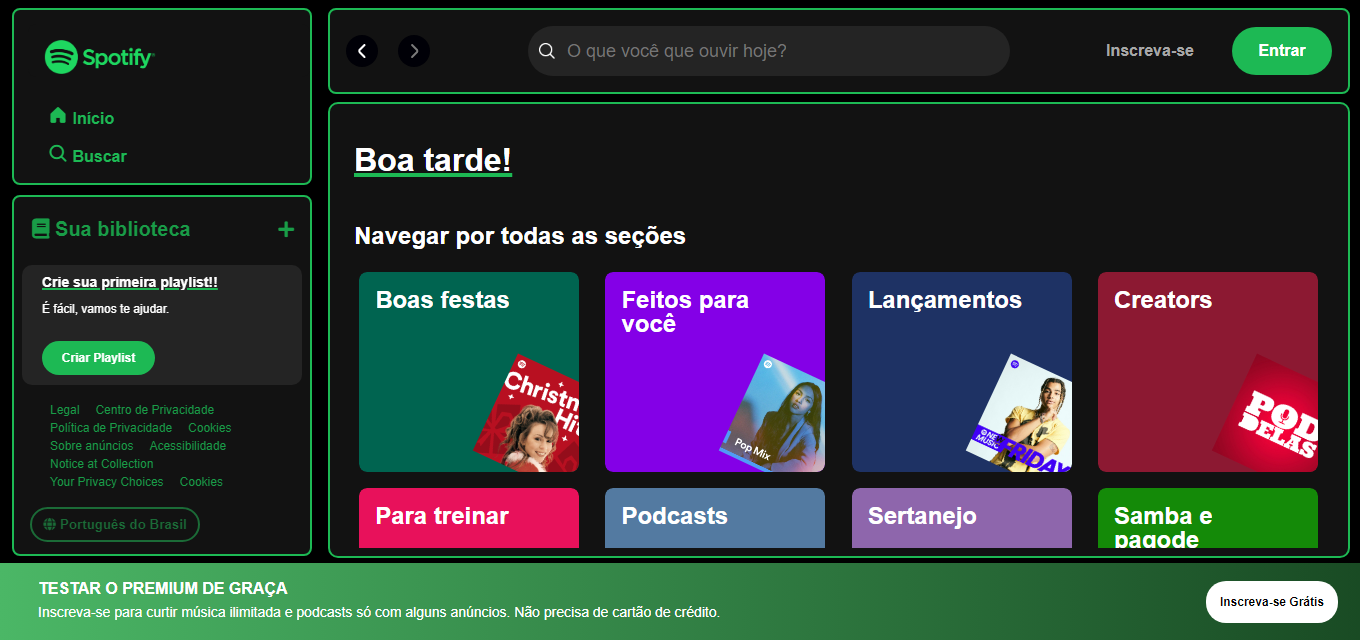 Spotify
Início
Buscar
Sua biblioteca
Crie sua primeira playlist!!
É fácil, vamos te ajudar.
Criar Playlist
Legal Centro de Privacidade
Política de Privacidade Cookies
Sobre anúncios Acessibilidade
Notice at Collection
Your Privacy Choices Cookies
Português do Brasil
O que você que ouvir hoje?
Inscreva-se
Entrar
Boa tarde!
Navegar por todas as seções
Boas festas
Feitos para
você
Pop Mix
Lançamentos
FRIDAY
Creators
POD
DELAS
Para treinar
Podcasts
Sertanejo
Samba e
pagode
TESTAR O PREMIUM DE GRAÇA
Inscreva-se para curtir música ilimitada e podcasts só com alguns anúncios. Não precisa de cartão de crédito.
Inscreva-se Grátis